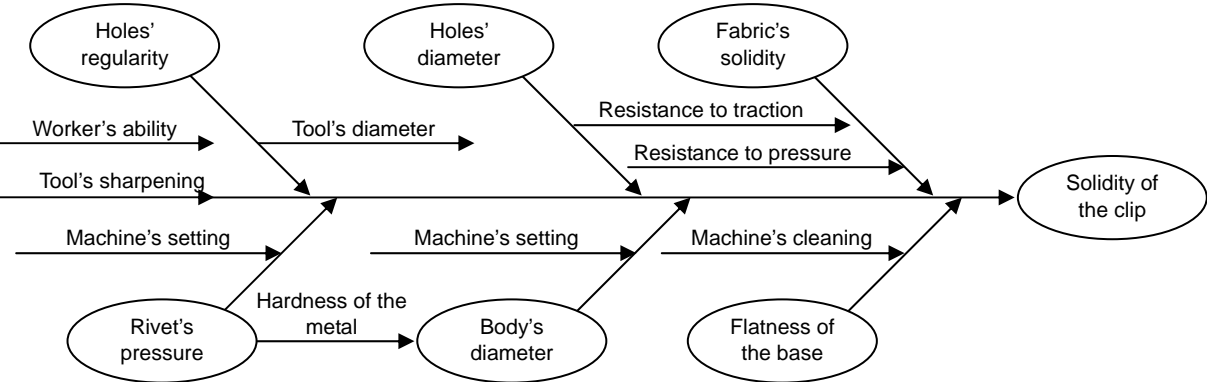 Holes’
regularity
Holes’
diameter
Fabric’s
solidity
Resistance to traction
Worker’s ability
Tool’s diameter
Resistance to pressure
Tool’s sharpening
Solidity of
the clip
Machine’s setting
Machine’s setting
Machine’s cleaning
Hardness of the
metal
Rivet’s
pressure
Body’s
diameter
Flatness of
the base